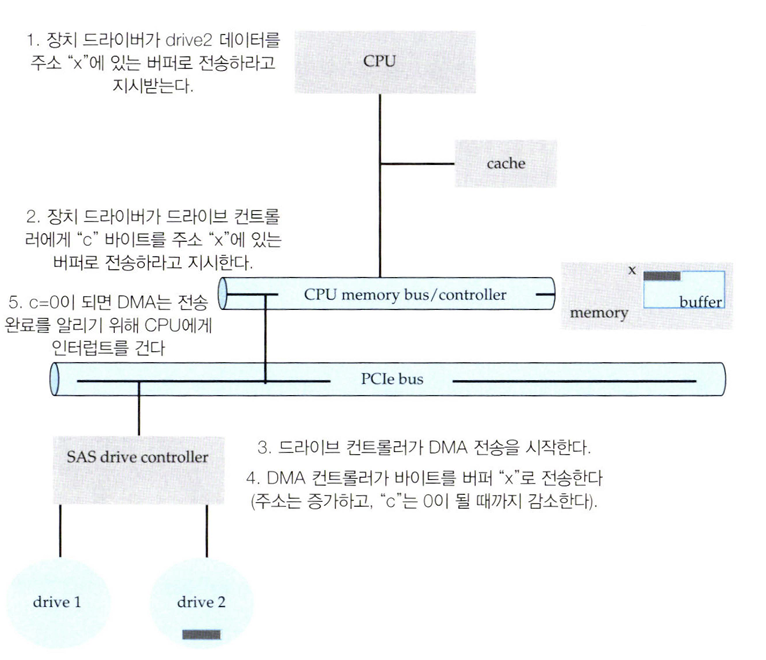 1. 장치 드라이버가 drive2 데이터를
주소 “x”에 있는 버퍼로 전송하라고
지시받는다.
CPU
cache
2. 장치 드라이버가 드라이브 컨트롤
러에게 “c” 바이트를 주소 “x”에 있는
버퍼로 전송하라고 지시한다.
CPU memory bus/controller
x
buffer
memory
5. c=0이 되면 DMA는 전송
완료를 알리기 위해 CPU에게
인터럽트를 건다
PCIe bus
SAS drive controller
3. 드라이브 컨트롤러가 DMA 전송을 시작한다.
4. DMA 컨트롤러가 바이트를 버퍼 “x”로 전송한다
(주소는 증가하고, “c”는 0이 될 때까지 감소한다).
drive 1
drive 2